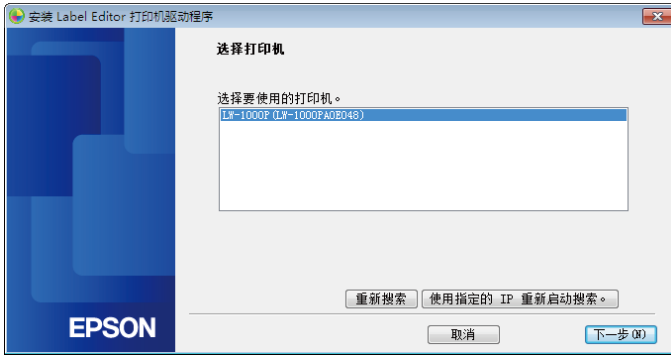 安装 Label Editor 打印机驱动程序
选择打印机
选择要使用的打印机。
LW-1000P(LW-1000PA0E048)
重新搜索
使用指定的 IP 重新启动搜索。
EPSON
取消
下一步(N)